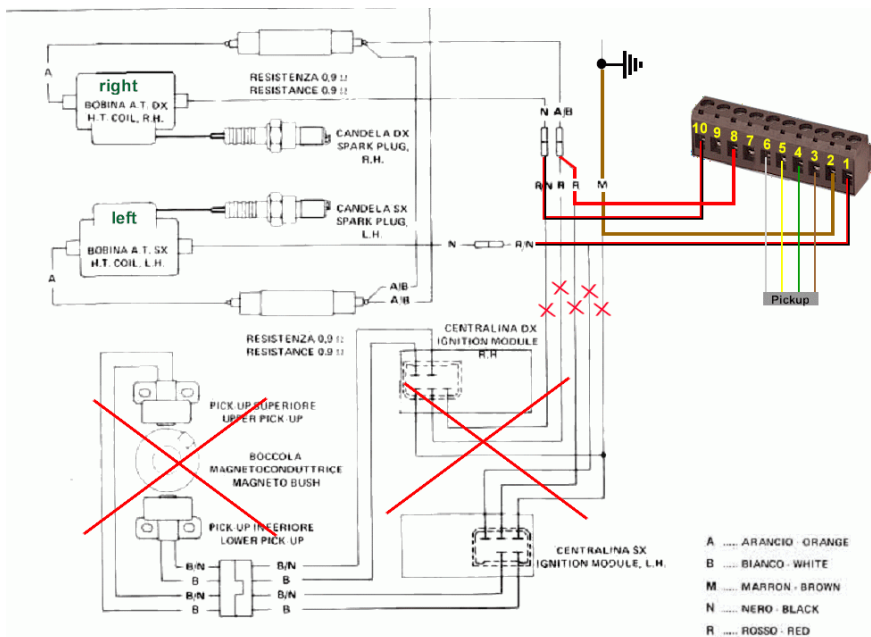 A
right
BOBINA A.T. DX
H.T. COIL, R.H.
RESISTENZA 0,9 Ω
RESISTANCE 0.9 Ω
CANDELA DX
SPARK PLUG,
R.H.
N A/B
R/N R R M
10 9 8 7 6 5 4 3 2 1
Pickup
left
BOBINA A.T. SX
H.T. COIL, L.H.
CANDELA SX
SPARK PLUG,
L.H.
A
N
R/N
A/B
A/B
RESISTENZA 0,9 Ω
RESISTANCE 0.9 Ω
CENTRALINA DX
IGNITION MODULE
R.H
PICK-UP SUPERIORE
UPPER PICK-UP
BOCCOLA
MAGNETOCONDUTTRICE
MAGNETO BUSH
PICK-UP INFERIORE
LOWER PICK-UP
B/N B/N
B B
B/N B/N
B B
CENTRALINA SX
IGNITION MODULE, L.H.
A ..... ARANCIO - ORANGE
B ..... BIANCO - WHITE
M ..... MARRON - BROWN
N ..... NERO - BLACK
R ..... ROSSO - RED